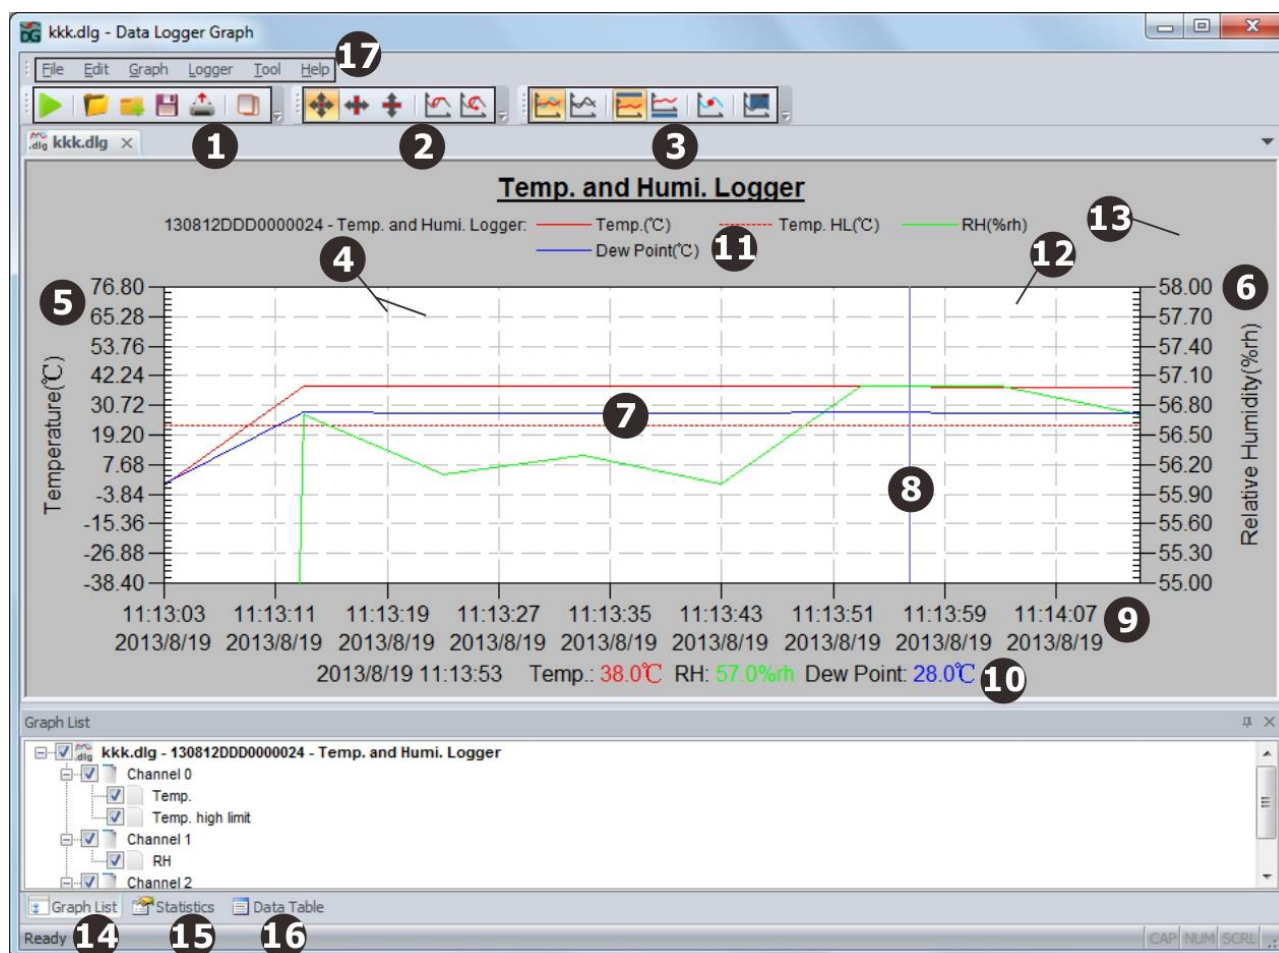 kkk.dlg - Data Logger Graph
File Edit Graph Logger Tool Help 17
1 2 3
kkk.dlg
Temp. and Humi. Logger
130812DDD0000024 - Temp. and Humi. Logger: Temp.(℃) Temp. HL(℃) RH(%rh) 13
Dew Point(℃) 11
4 12
5 76.80 58.00 6
65.28 57.70
53.76 57.40
42.24 57.10
30.72 56.80
7
19.20 56.50
7.68 56.20
-3.84 55.90
8
-15.36 55.60
-26.88 55.30
-38.40 55.00
Temperature(℃)
Relative Humidity(%rh)
11:13:03 11:13:11 11:13:19 11:13:27 11:13:35 11:13:43 11:13:51 11:13:59 11:14:07 9
2013/8/19 2013/8/19 2013/8/19 2013/8/19 2013/8/19 2013/8/19 2013/8/19 2013/8/19 2013/8/19
2013/8/19 11:13:53 Temp.: 38.0℃ RH: 57.0%rh Dew Point: 28.0℃ 10
Graph List
kkk.dlg - 130812DDD0000024 - Temp. and Humi. Logger
Channel 0
Temp.
Temp. high limit
Channel 1
RH
Channel 2
Graph List Statistics Data Table
Ready 14 15 16 CAP NUM SCRL